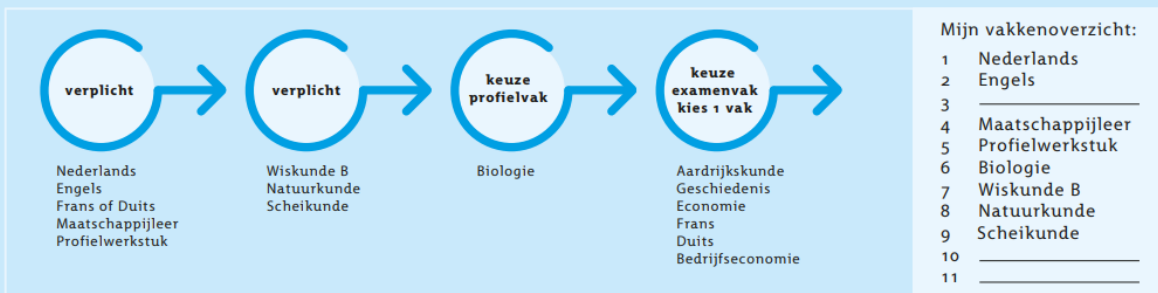 verplicht
verplicht
keuze
profielvak
keuze
examenvak
kies 1 vak
Nederlands
Engels
Frans of Duits
Maatschappijleer
Profielwerkstuk
Wiskunde B
Natuurkunde
Scheikunde
Biologie
Aardrijkskunde
Geschiedenis
Economie
Frans
Duits
Bedrijfseconomie
Mijn vakkenoverzicht:
1 Nederlands
2 Engels
3
4 Maatschappijleer
5 Profielwerkstuk
6 Biologie
7 Wiskunde B
8 Natuurkunde
9 Scheikunde
10
11